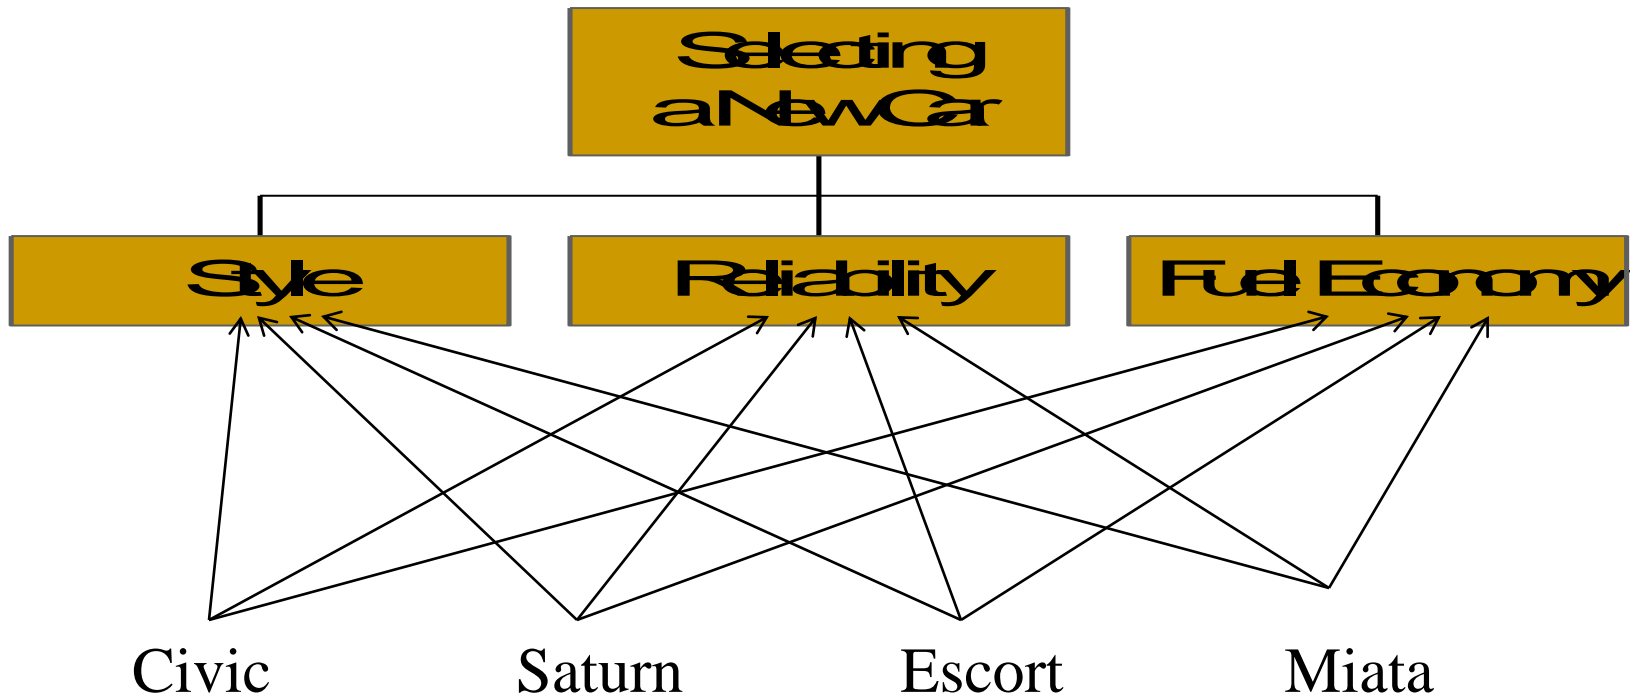 Selecting
a New Car
Style
Reliability
Fuel Economy
Civic
Saturn
Escort
Miata